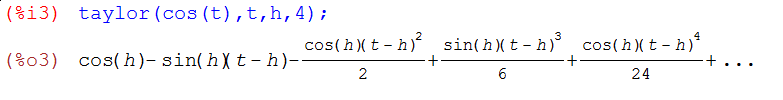 (%i3) taylor(cos(t),t,h,4);
(%o3) cos(h)-sin(h)(t-h)-cos(h)(t-h)^2/2+sin(h)(t-h)^3/6+cos(h)(t-h)^4/24+...